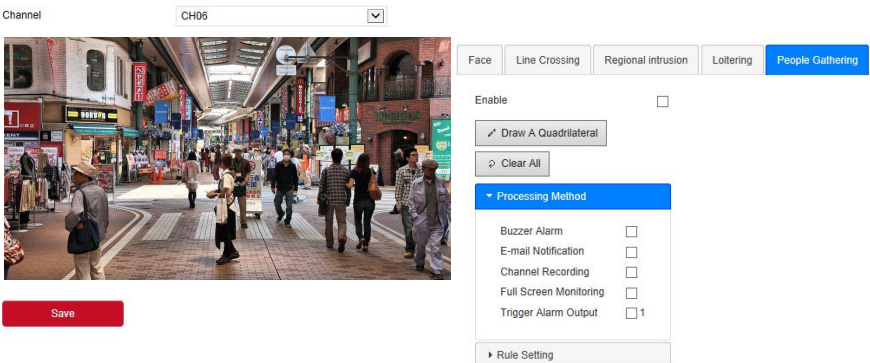 Channel
CH06
Face
Line Crossing
Regional intrusion
Loitering
People Gathering
Enable
Draw A Quadrilateral
Clear All
Processing Method
Buzzer Alarm
E-mail Notification
Channel Recording
Full Screen Monitoring
Trigger Alarm Output
1
Save
Rule Setting